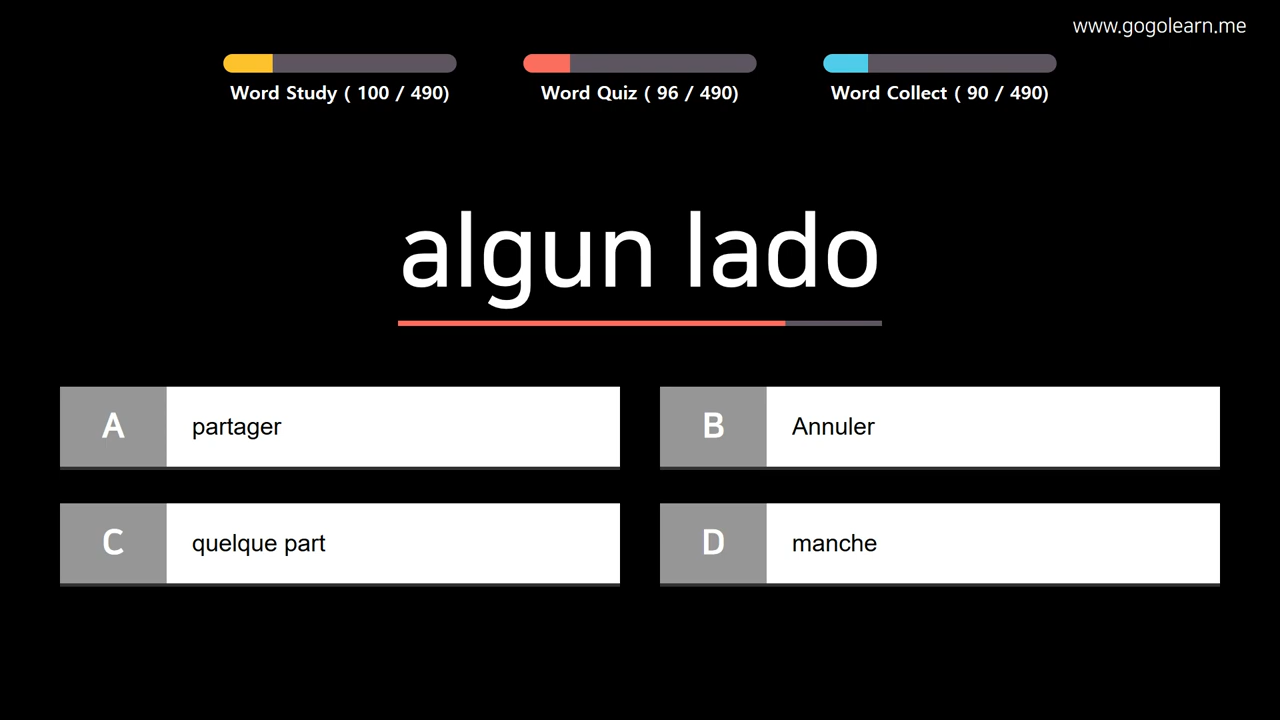 www.gogolearn.me
Word Study ( 100 / 490)
Word Quiz ( 96 / 490)
Word Collect ( 90 / 490)
algun lado
A partager
B Annuler
C quelque part
D manche